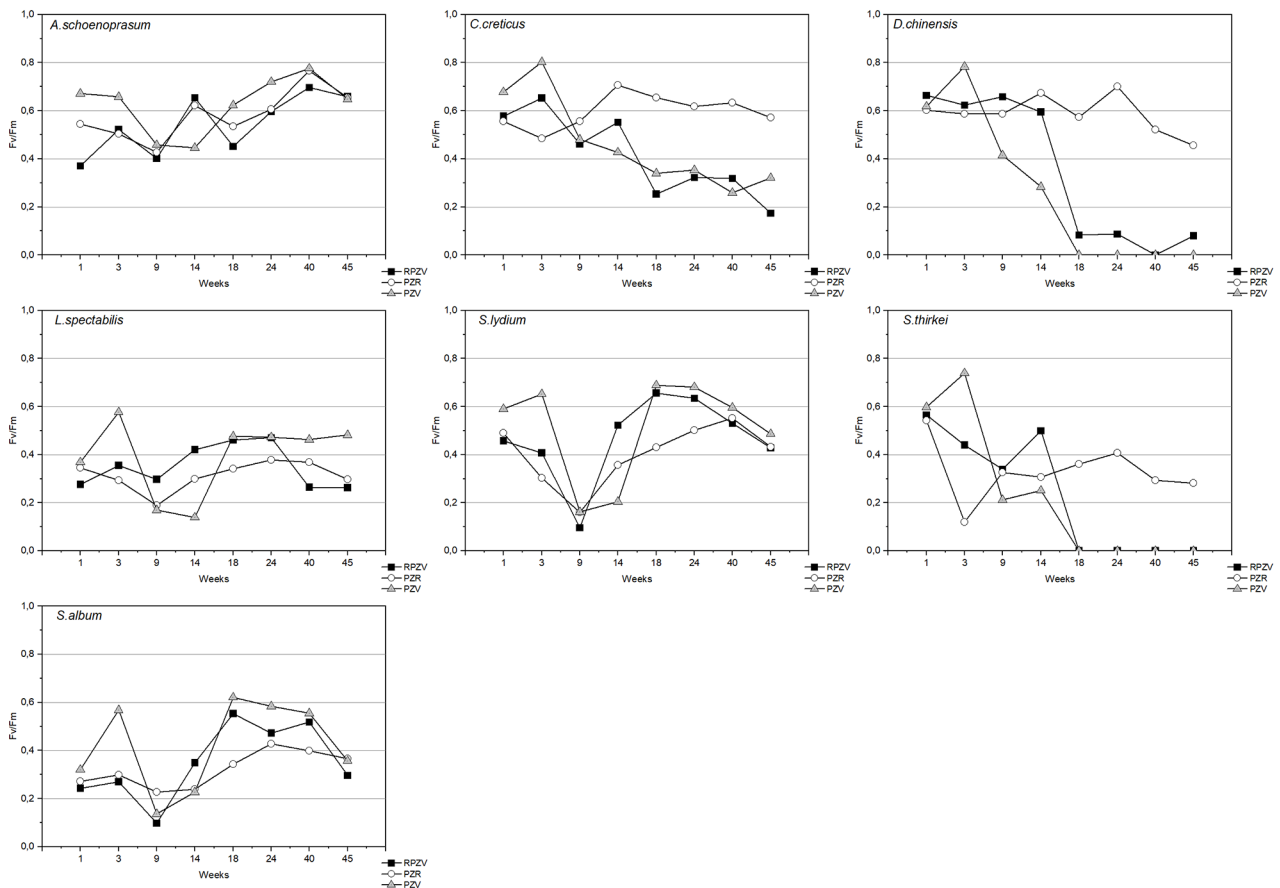 A.schoenoprasum
1,0
0,8
0,6
0,4
0,2
0,0
Fv/Fm
1 3 9 14 18 24 40 45
Weeks
RPZV
PZR
PZV
C.creticus
1,0
0,8
0,6
0,4
0,2
0,0
Fv/Fm
1 3 9 14 18 24 40 45
Weeks
RPZV
PZR
PZV
D.chinensis
1,0
0,8
0,6
0,4
0,2
0,0
Fv/Fm
1 3 9 14 18 24 40 45
Weeks
RPZV
PZR
PZV
L.spectabilis
1,0
0,8
0,6
0,4
0,2
0,0
Fv/Fm
1 3 9 14 18 24 40 45
Weeks
RPZV
PZR
PZV
S.lydium
1,0
0,8
0,6
0,4
0,2
0,0
Fv/Fm
1 3 9 14 18 24 40 45
Weeks
RPZV
PZR
PZV
S.thirkei
1,0
0,8
0,6
0,4
0,2
0,0
Fv/Fm
1 3 9 14 18 24 40 45
Weeks
RPZV
PZR
PZV
S.album
1,0
0,8
0,6
0,4
0,2
0,0
Fv/Fm
1 3 9 14 18 24 40 45
Weeks
RPZV
PZR
PZV